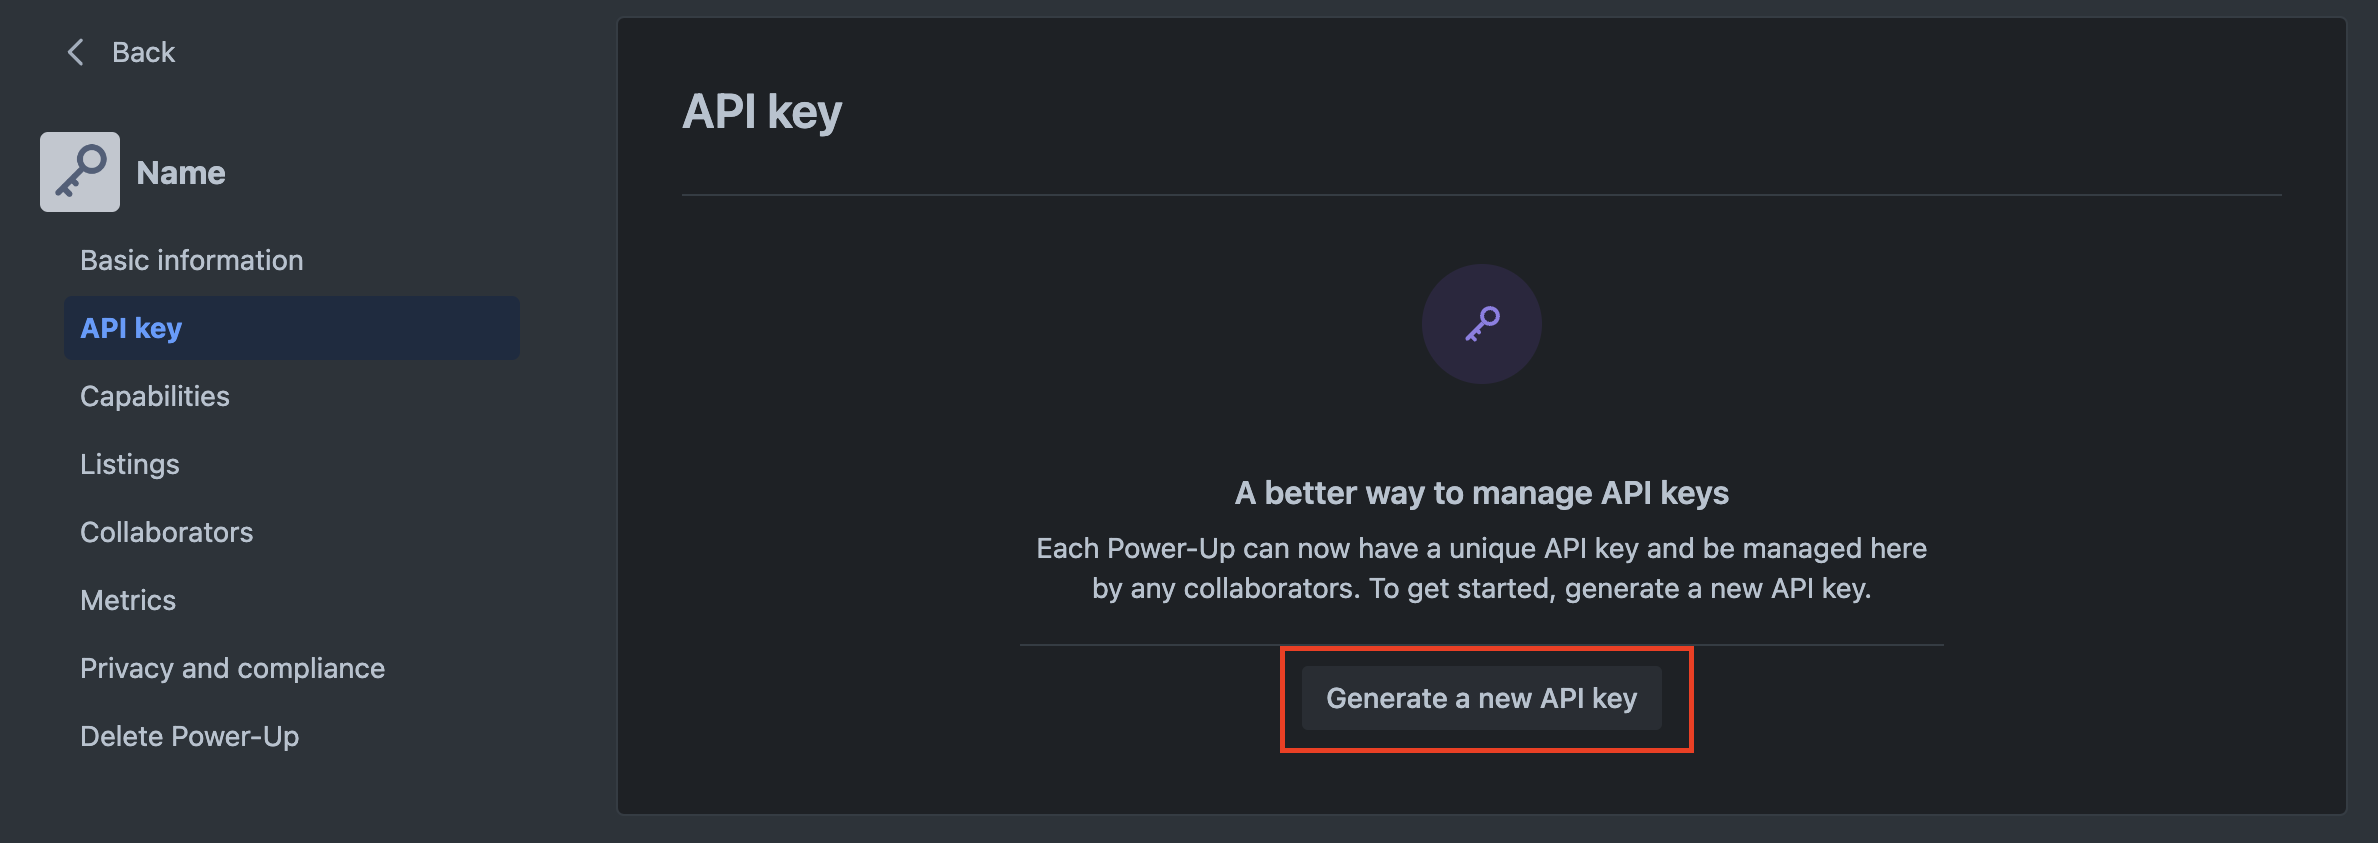 Back
Name
Basic information
API key
Capabilities
Listings
Collaborators
Metrics
Privacy and compliance
Delete Power-Up
API key
A better way to manage API keys
Each Power-Up can now have a unique API key and be managed here
by any collaborators. To get started, generate a new API key.
Generate a new API key